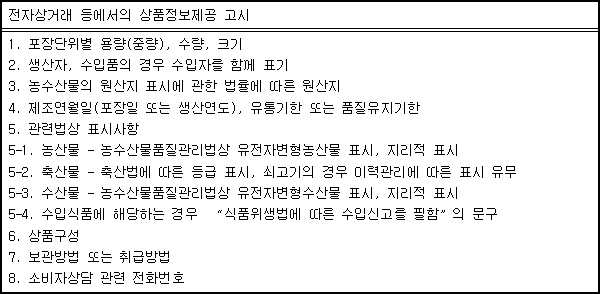 전자상거래 등에서의 상품정보제공 고시
1. 포장단위별 용량(중량), 수량, 크기
2. 생산자, 수입품의 경우 수입자를 함께 표기
3. 농수산물의 원산지 표시에 관한 법률에 따른 원산지
4. 제조연월일(포장일 또는 생산연도), 유통기한 또는 품질유지기한
5. 관련법상 표시사항
5-1. 농산물 - 농수산물품질관리법상 유전자변형농산물 표시, 지리적 표시
5-2. 축산물 - 축산법에 따른 등급 표시, 쇠고기의 경우 이력관리에 따른 표시 유무
5-3. 수산물 - 농수산물품질관리법상 유전자변형수산물 표시, 지리적 표시
5-4. 수입식품에 해당하는 경우 "식품위생법에 따른 수입신고를 필함" 의 문구
6. 상품구성
7. 보관방법 또는 취급방법
8. 소비자상담 관련 전화번호